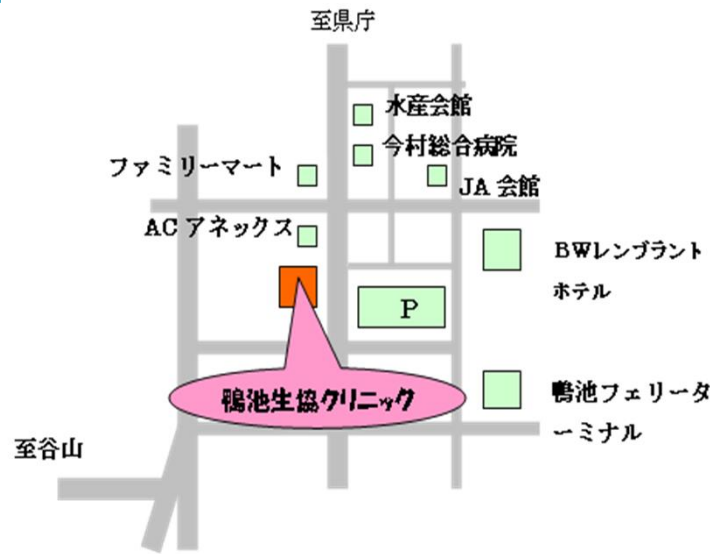 至県庁
水産会館
今村総合病院
ファミリーマート
JA 会館
AC アネックス
BWレンブラント
ホテル
P
鴨池生協クリニック
鴨池フェリータ
ーミナル
至谷山